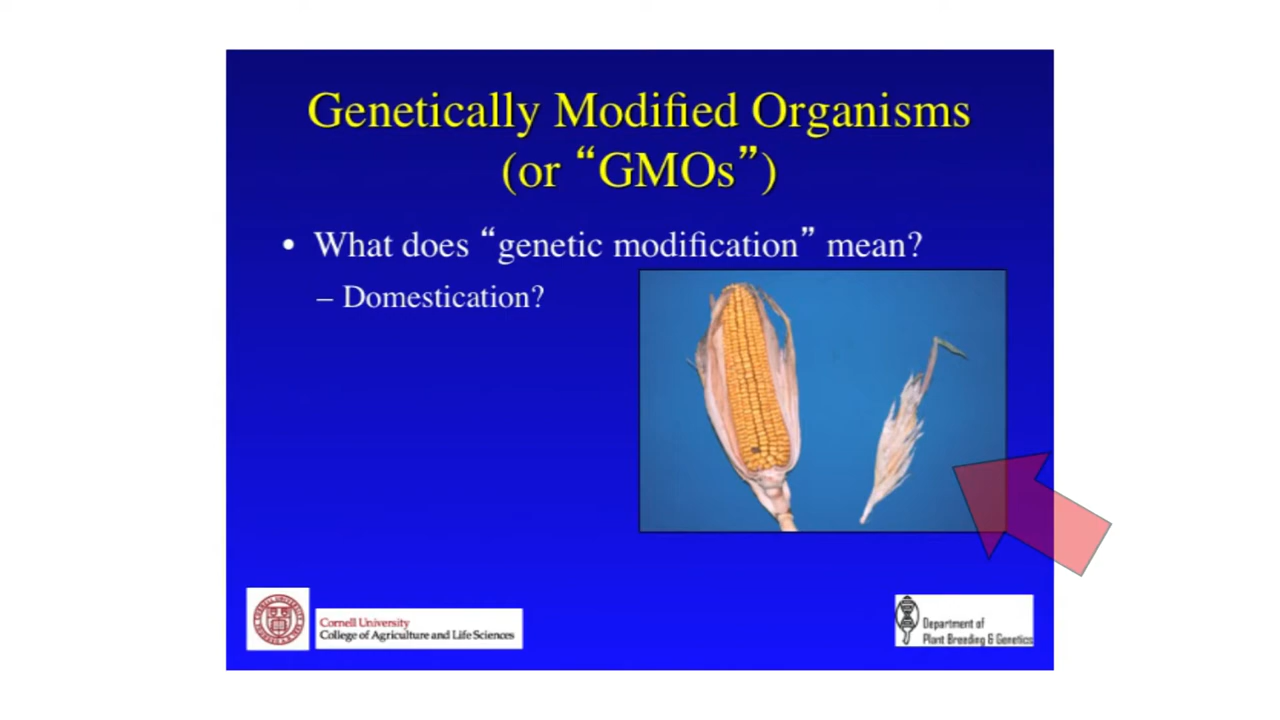 Genetically Modified Organisms
(or “GMOs”)
• What does “genetic modification” mean?
– Domestication?
Cornell University
College of Agriculture and Life Sciences
Department of
Plant Breeding & Genetics